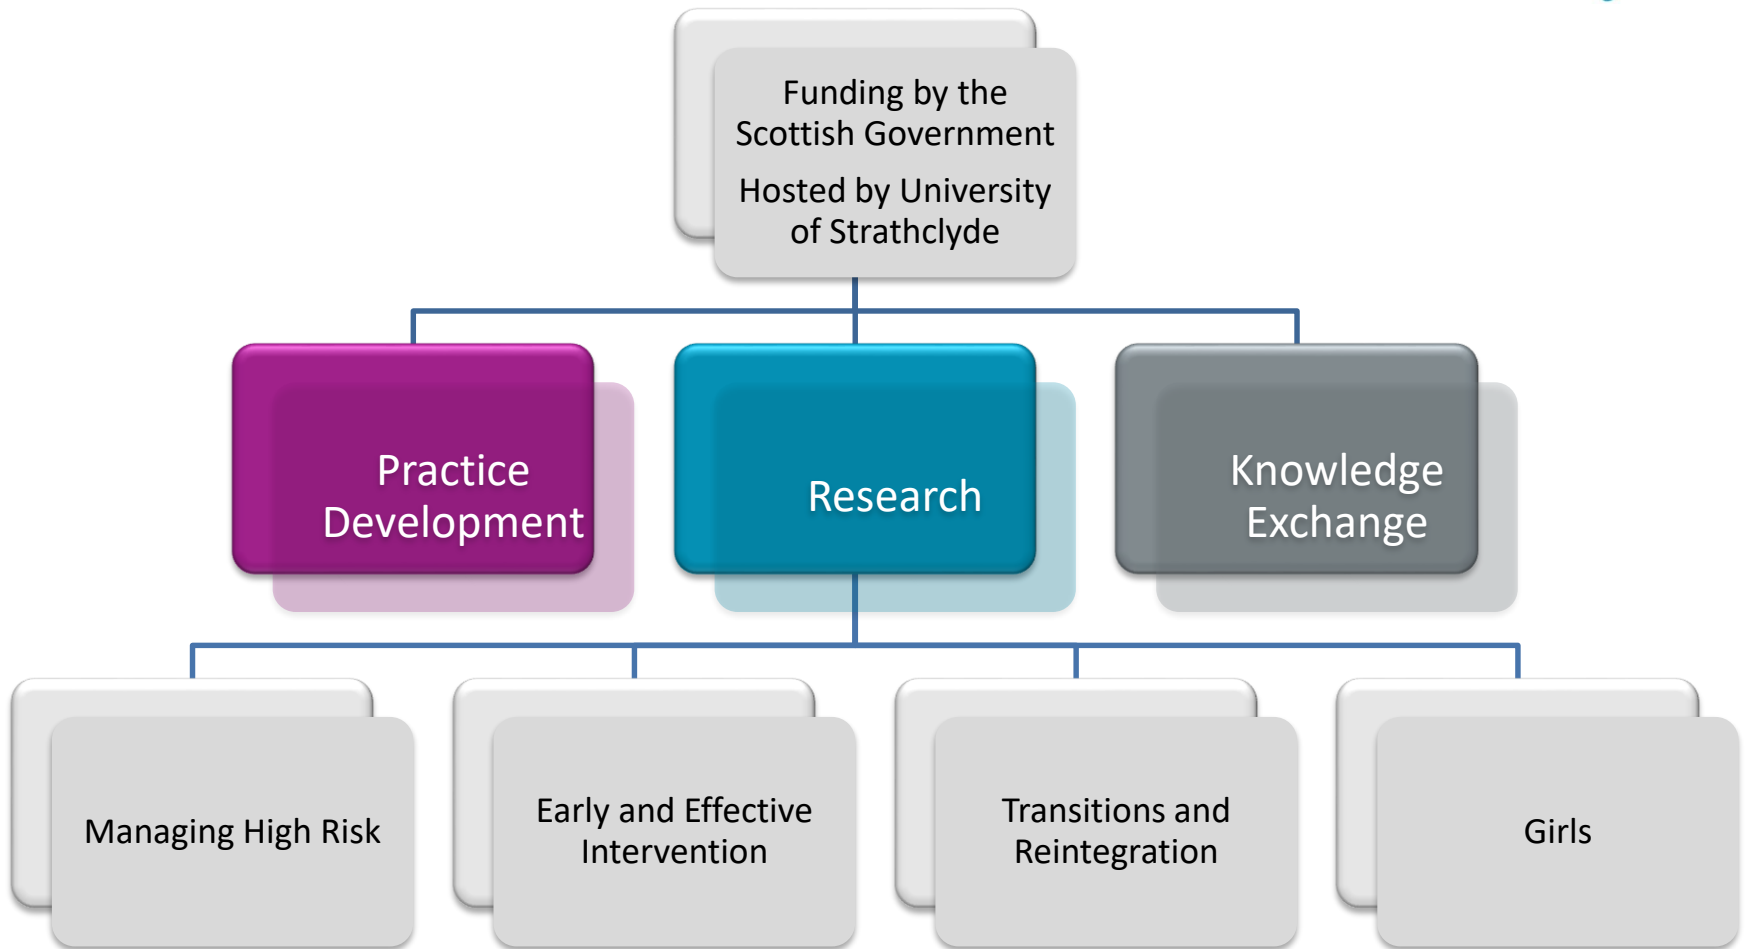 Funding by the
Scottish Government
Hosted by University
of Strathclyde
Practice
Development
Research
Knowledge
Exchange
Managing High Risk
Early and Effective
Intervention
Transitions and
Reintegration
Girls